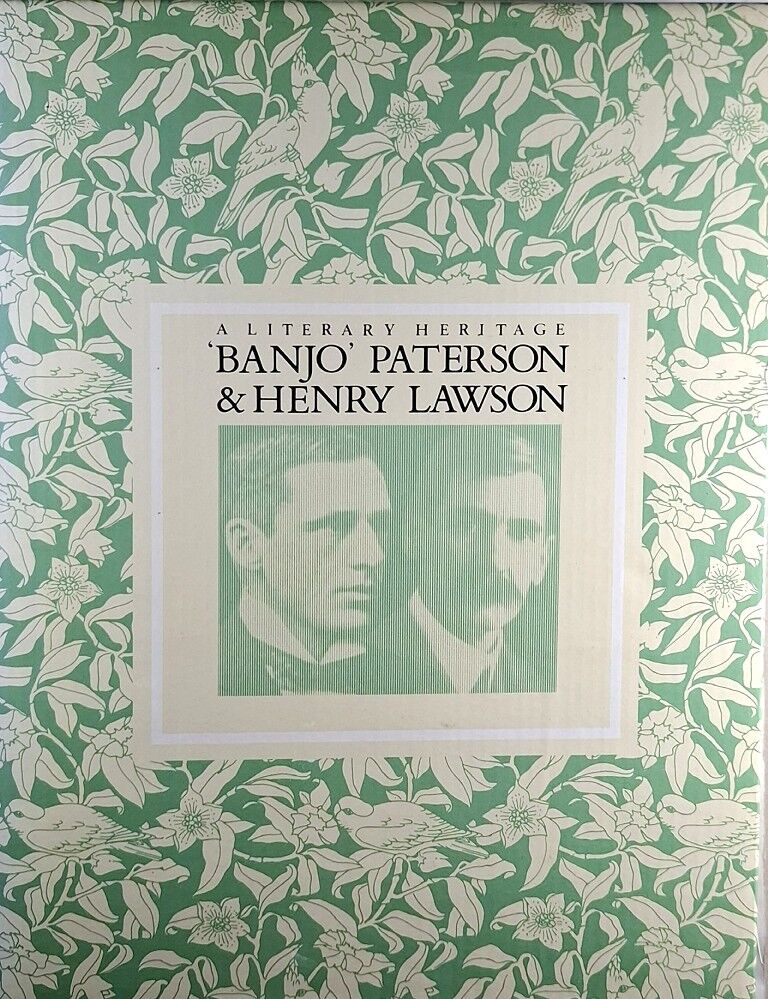 A LITERARY HERITAGE
'BANJO' PATERSON
& HENRY LAWSON